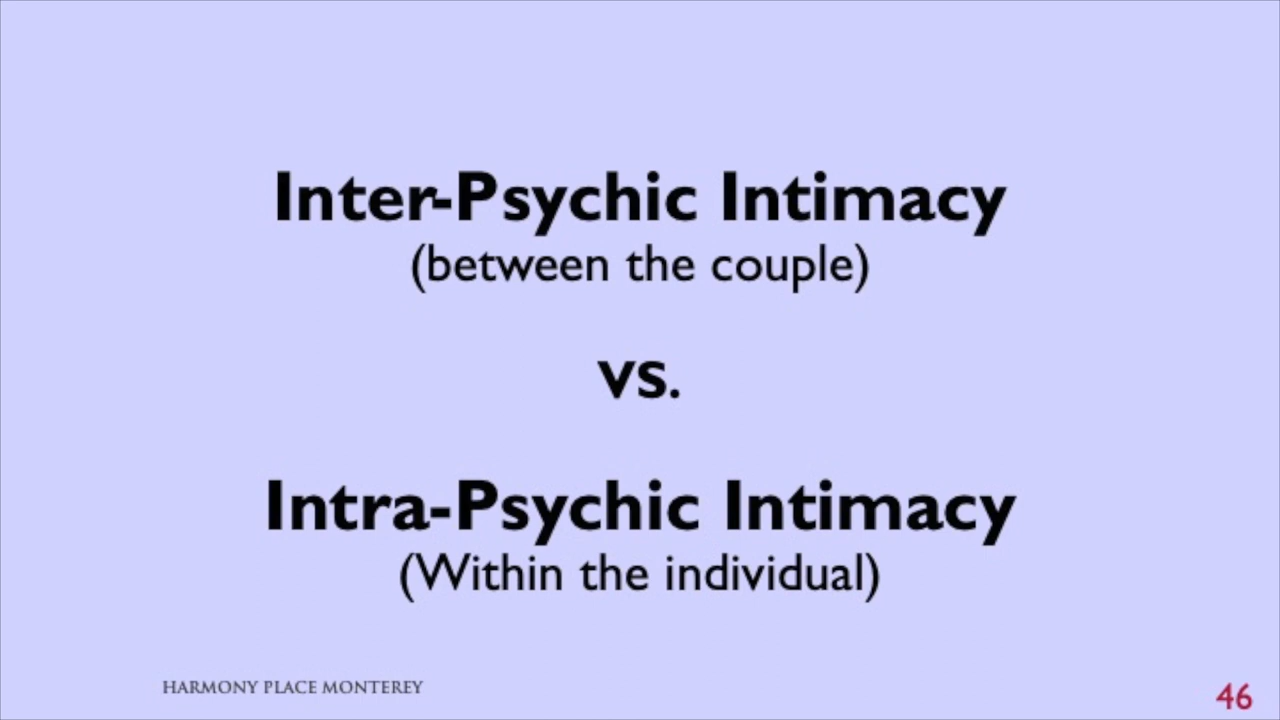 Inter-Psychic Intimacy
(between the couple)
vs.
Intra-Psychic Intimacy
(Within the individual)
HARMONY PLACE MONTEREY
46